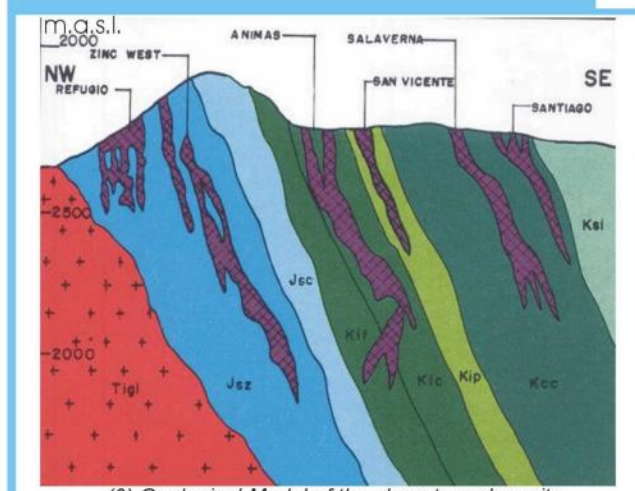 m.a.s.l.
2000
ANIMAS
SALAVERNA
ZINC WEST
NW
SAN VICENTE
SE
REFUGIO
SANTIAGO
2500
Ksi
Jsc
2000
Kif
Tigl
Jsz
Kic
Kip
Kcc